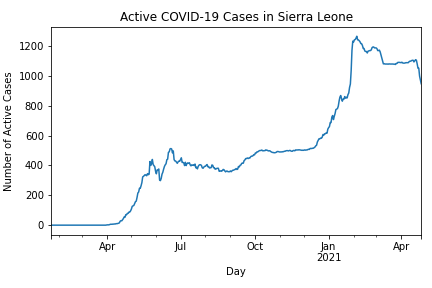 Active COVID-19 Cases in Sierra Leone
Number of Active Cases
1200
1000
800
600
400
200
0
Apr
Jul
Oct
Jan
2021
Apr
Day